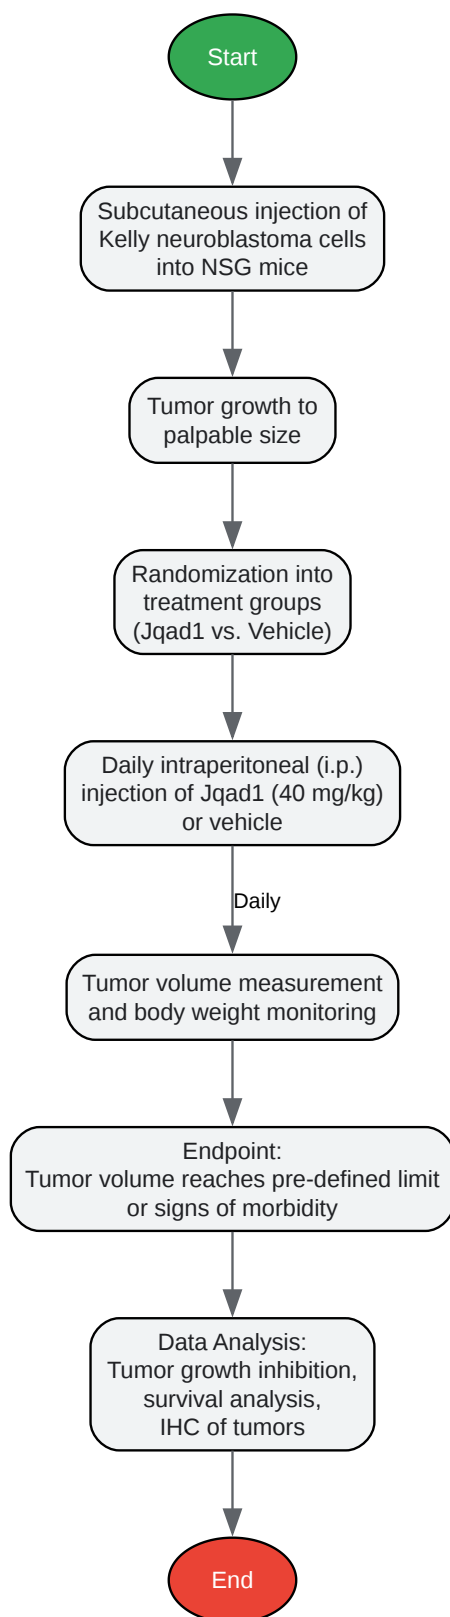 Start
Subcutaneous injection of
Kelly neuroblastoma cells
into NSG mice
Tumor growth to
palpable size
Randomization into
treatment groups
(Jqad1 vs. Vehicle)
Daily intraperitoneal (i.p.)
injection of Jqad1 (40 mg/kg)
or vehicle
Daily
Tumor volume measurement
and body weight monitoring
Endpoint:
Tumor volume reaches pre-defined limit
or signs of morbidity
Data Analysis:
Tumor growth inhibition,
survival analysis,
IHC of tumors
End